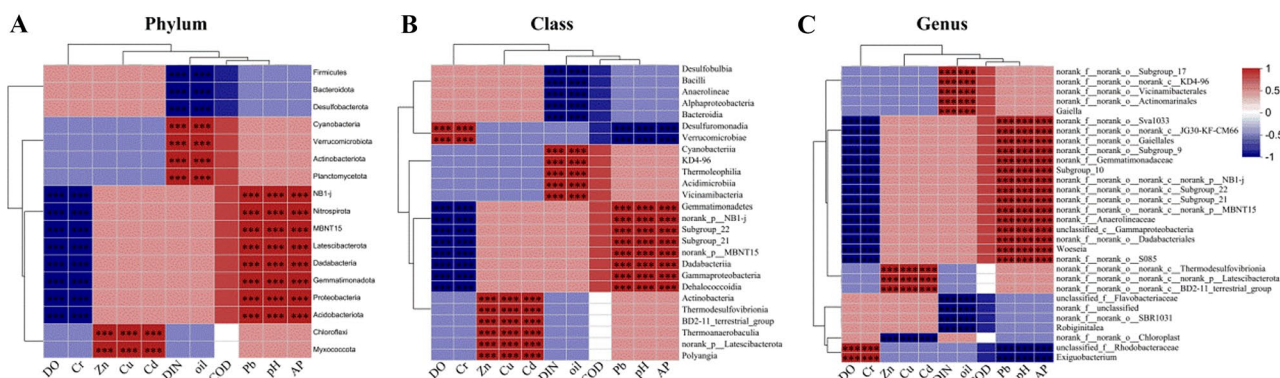 A
Phylum
Firmicutes
Bacteroidota
Desulfobacterota
Cyanobacteria
Verrucomicrobiota
Actinobacteriota
Planctomycetota
NB1-j
Nitrospirota
MBNT15
Latescibacterota
Dadabacteria
Gemmatimonadota
Proteobacteria
Acidobacteriota
Chloroflexi
Myxococcota
DO Cr Zn Cu Cd DIN oil COD Pb pH AP
B
Class
Desulfobulbia
Bacilli
Anaerolineae
Alphaproteobacteria
Bacteroidia
Desulfuromonadia
Verrucomicrobiae
Cyanobacteriia
KD4-96
Thermoleophilia
Acidimicrobiia
Vicinamibacteria
Gemmatimonadetes
norank_p__NB1-j
Subgroup_22
Subgroup_21
norank_p__MBNT15
Dadabacteriia
Gammaproteobacteria
Dehalococcoidia
Actinobacteria
Thermodesulfovibrionia
BD2-11_terrestrial_group
Thermoanaerobaculia
norank_p__Latescibacterota
Polyangia
DO Cr Zn Cu Cd DIN oil COD Pb pH AP
C
Genus
norank_f__norank_o__Subgroup_17
norank_f__norank_o__norank_c__KD4-96
norank_f__norank_o__Vicinamibacterales
norank_f__norank_o__Actinomarinales
Gaiella
norank_f__norank_o__Sva1033
norank_f__norank_o__norank_c__JG30-KF-CM66
norank_f__norank_o__Gaiellales
norank_f__norank_o__Subgroup_9
norank_f__Gemmatimonadaceae
Subgroup_10
norank_f__norank_o__norank_c__norank_p__NB1-j
norank_f__norank_o__norank_c__Subgroup_22
norank_f__norank_o__norank_c__Subgroup_21
norank_f__norank_o__norank_c__norank_p__MBNT15
norank_f__Anaerolineaceae
unclassified_c__Gammaproteobacteria
norank_f__norank_o__Dadabacteriales
Woeseia
norank_f__norank_o__S085
norank_f__norank_o__norank_c__Thermodesulfovibrionia
norank_f__norank_o__norank_c__norank_p__Latescibacterota
norank_f__norank_o__norank_c__BD2-11_terrestrial_group
unclassified_f__Flavobacteriaceae
norank_f__unclassified
norank_f__norank_o__SBR1031
Robiginitalea
norank_f__norank_o__Chloroplast
unclassified_f__Rhodobacteraceae
Exiguobacterium
DO Cr Zn Cu Cd DIN oil COD Pb pH AP
1
0.5
0
-0.5
-1